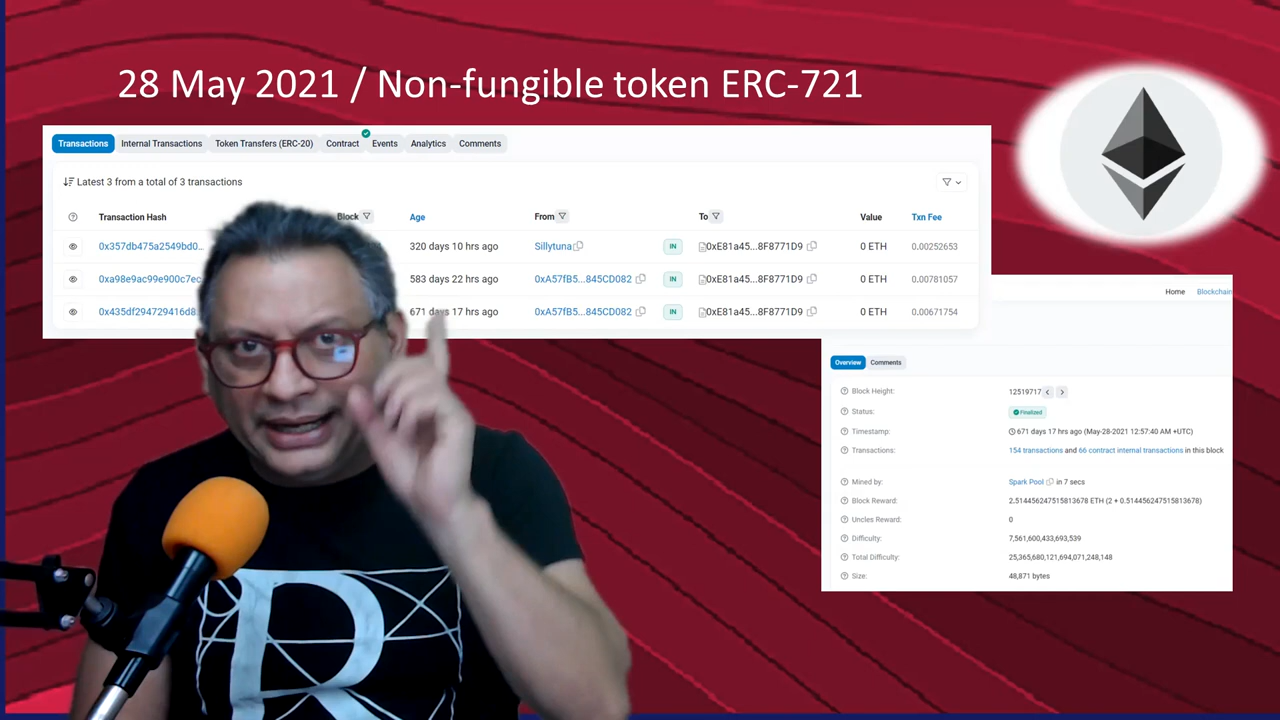 28 May 2021 / Non-fungible token ERC-721
Transactions Internal Transactions Token Transfers (ERC-20) Contract Events Analytics Comments
Latest 3 from a total of 3 transactions
Transaction Hash Block Age From To Value Txn Fee
0x357db475a2549bd0... 320 days 10 hrs ago Sillytuna IN 0xE81a45...8F8771D9 0 ETH 0.00252653
0xa98e9ac99e900c7ec 583 days 22 hrs ago 0xA57fB5...845CD082 IN 0xE81a45...8F8771D9 0 ETH 0.00781057
0x435df294729416d8 671 days 17 hrs ago 0xA57fB5...845CD082 IN 0xE81a45...8F8771D9 0 ETH 0.00671754
Home Blockchain
Overview Comments
Block Height: 12519717
Status: Finalized
Timestamp: 671 days 17 hrs ago (May-28-2021 12:57:40 AM +UTC)
Transactions: 154 transactions and 66 contract internal transactions in this block
Mined by: Spark Pool in 7 secs
Block Reward: 2.514456247515813678 ETH (2 + 0.514456247515813678)
Uncles Reward: 0
Difficulty: 7,561,600,433,693,539
Total Difficulty: 25,365,680,121,694,071,248,148
Size: 48,871 bytes
R